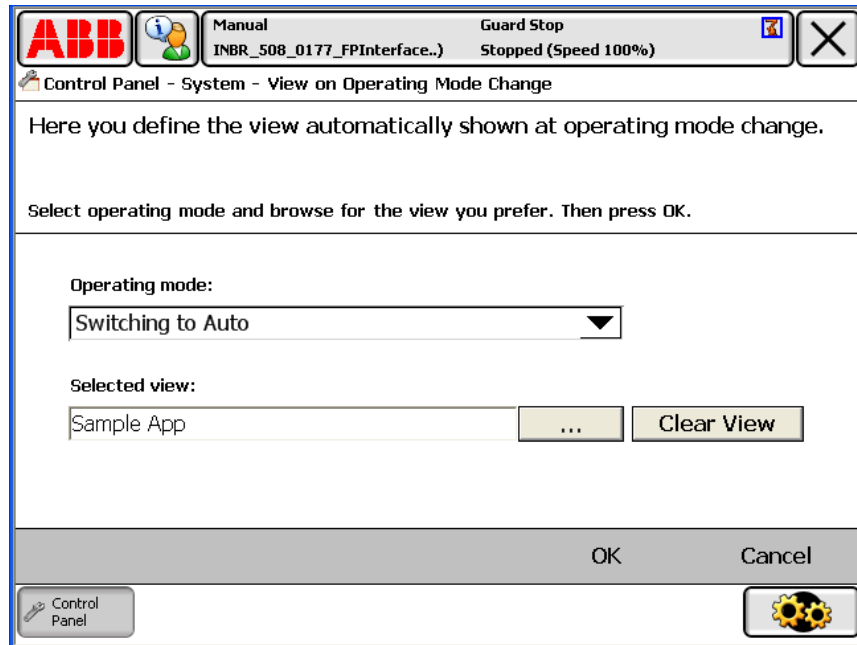 ABB
Manual
INBR_508_0177_FPInterface..)
Guard Stop
Stopped (Speed 100%)
Control Panel - System - View on Operating Mode Change
Here you define the view automatically shown at operating mode change.
Select operating mode and browse for the view you prefer. Then press OK.
Operating mode:
Switching to Auto
Selected view:
Sample App
...
Clear View
OK
Cancel
Control
Panel